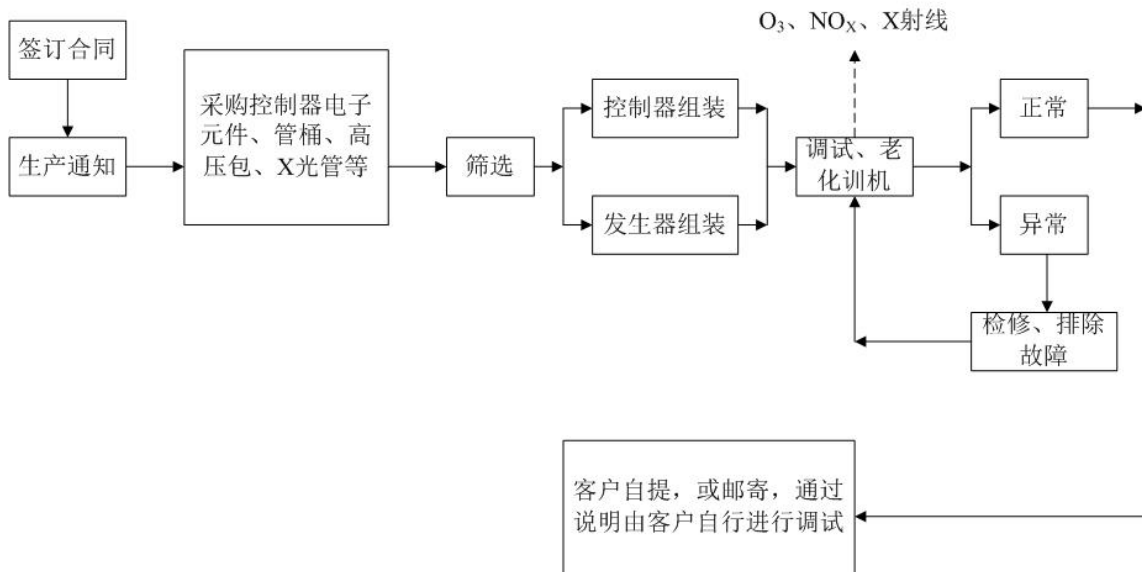 签订合同
生产通知
采购控制器电子
元件、管桶、高
压包、X光管等
筛选
控制器组装
发生器组装
O₃、NOX、X射线
调试、老
化训机
正常
异常
检修、排除
故障
客户自提，或邮寄，通过
说明由客户自行进行调试